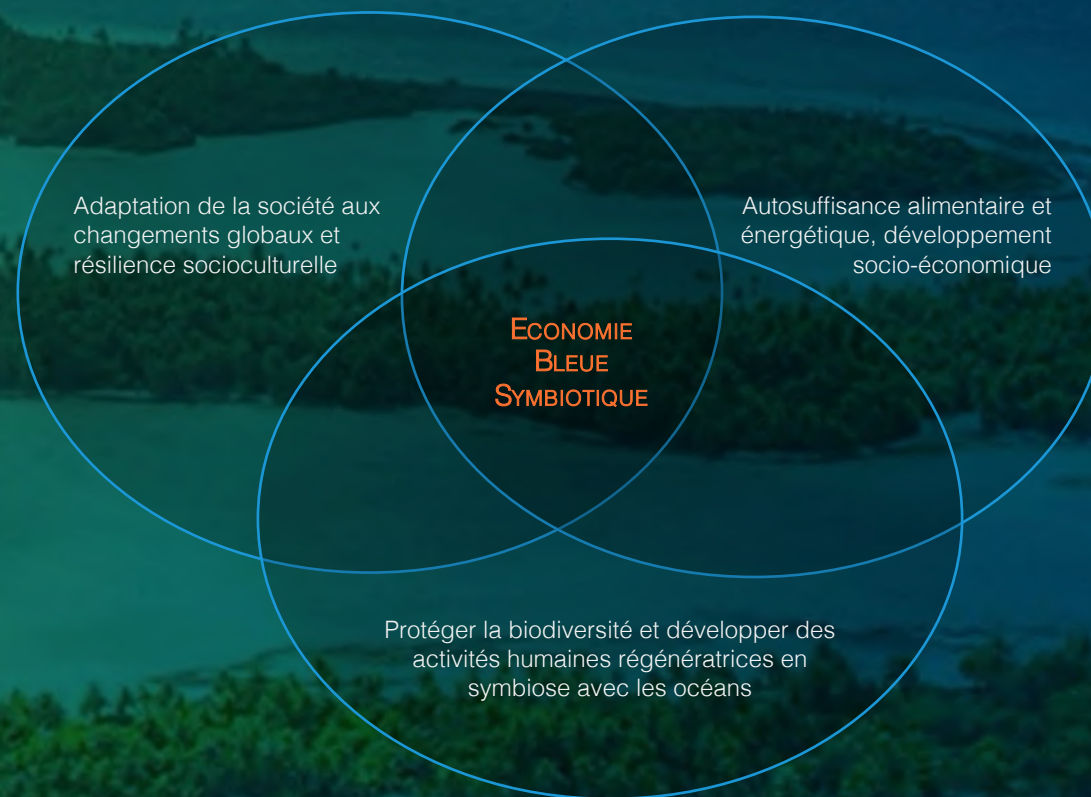 Adaptation de la société aux
changements globaux et
résilience socioculturelle
Autosuffisance alimentaire et
énergétique, développement
socio-économique
ECONOMIE
BLEUE
SYMBIOTIQUE
Protéger la biodiversité et développer des
activités humaines régénératrices en
symbiose avec les océans